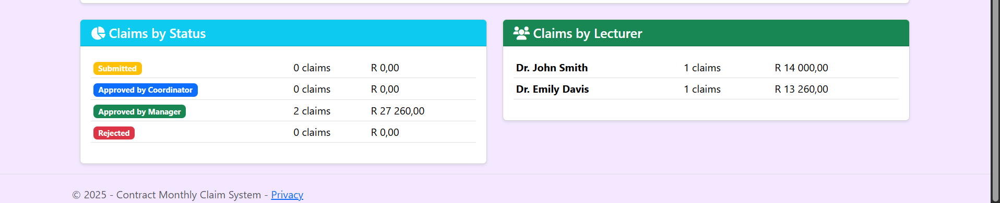 Claims by Status
Submitted 0 claims R 0,00
Approved by Coordinator 0 claims R 0,00
Approved by Manager 2 claims R 27 260,00
Rejected 0 claims R 0,00
Claims by Lecturer
Dr. John Smith 1 claims R 14 000,00
Dr. Emily Davis 1 claims R 13 260,00
© 2025 - Contract Monthly Claim System - Privacy